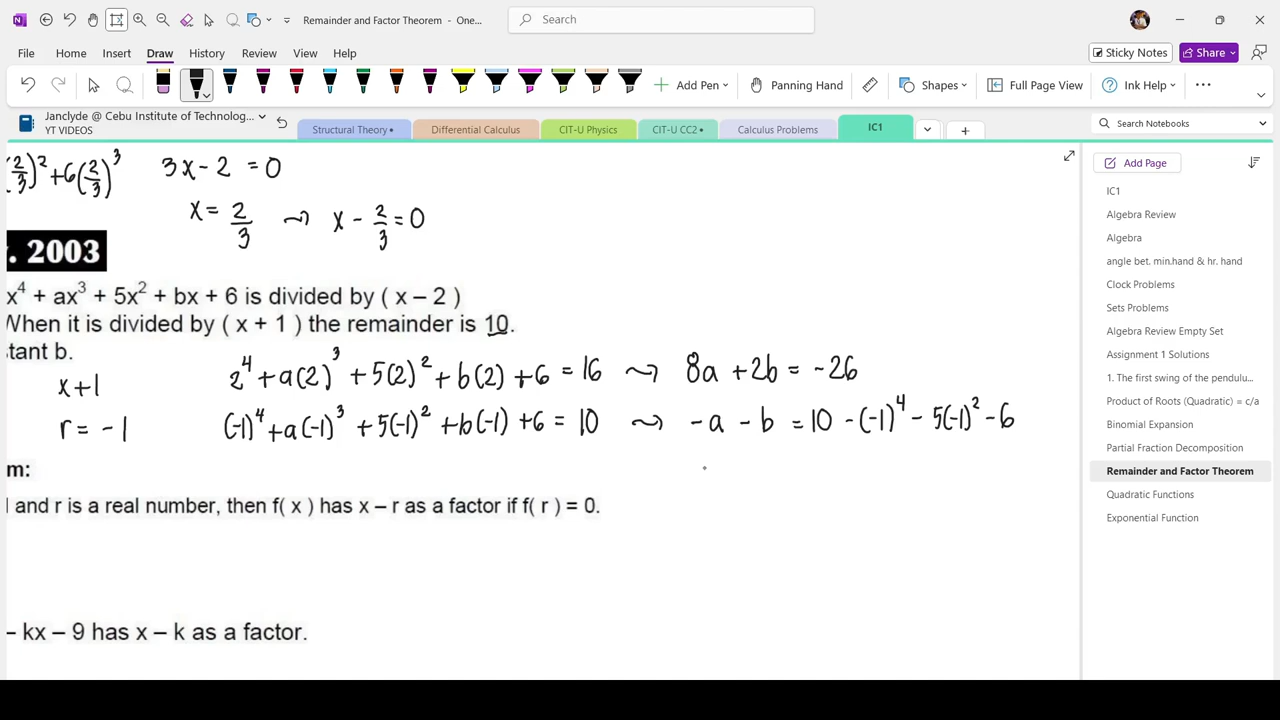 Remainder and Factor Theorem - One...
Search
File Home Insert Draw History Review View Help
Sticky Notes Share
Add Pen Panning Hand Shapes Full Page View Ink Help
Janclyde @ Cebu Institute of Technolog...
YT VIDEOS
Structural Theory • Differential Calculus CIT-U Physics CIT-U CC2 • Calculus Problems IC1
Search Notebooks
(2/3)² + 6(2/3)³ 3x - 2 = 0
x = 2/3 ⤳ x - 2/3 = 0
. 2003
x⁴ + ax³ + 5x² + bx + 6 is divided by ( x – 2 )
When it is divided by ( x + 1 ) the remainder is 10.
stant b.
2⁴ + a(2)³ + 5(2)² + b(2) + 6 = 16 ⤳ 8a + 2b = -26
x+1
(-1)⁴ + a(-1)³ + 5(-1)² + b(-1) + 6 = 10 ⤳ -a - b = 10 - (-1)⁴ - 5(-1)² - 6
r = -1
m:
l and r is a real number, then f( x ) has x – r as a factor if f( r ) = 0.
– kx – 9 has x – k as a factor.
Add Page
IC1
Algebra Review
Algebra
angle bet. min.hand & hr. hand
Clock Problems
Sets Problems
Algebra Review Empty Set
Assignment 1 Solutions
1. The first swing of the pendulu...
Product of Roots (Quadratic) = c/a
Binomial Expansion
Partial Fraction Decomposition
Remainder and Factor Theorem
Quadratic Functions
Exponential Function